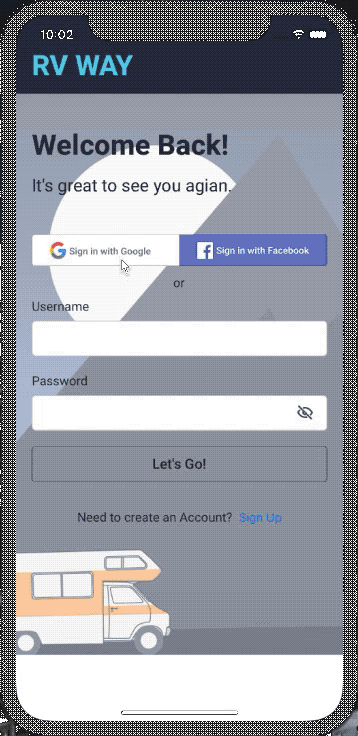 10:02
RV WAY
Welcome Back!
It's great to see you agian.
Sign in with Google
Sign in with Facebook
or
Username
Password
Let's Go!
Need to create an Account? Sign Up